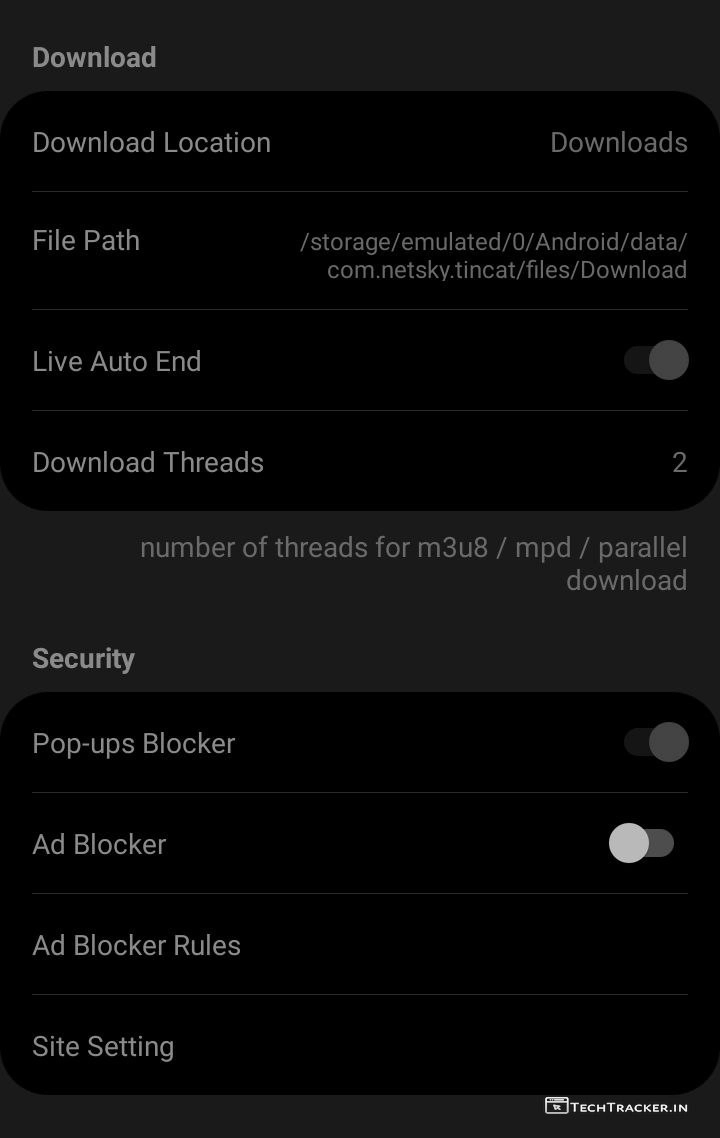 Download
Download Location Downloads
File Path /storage/emulated/0/Android/data/
com.netsky.tincat/files/Download
Live Auto End
Download Threads 2
number of threads for m3u8 / mpd / parallel
download
Security
Pop-ups Blocker
Ad Blocker
Ad Blocker Rules
Site Setting
TECHTRACKER.IN